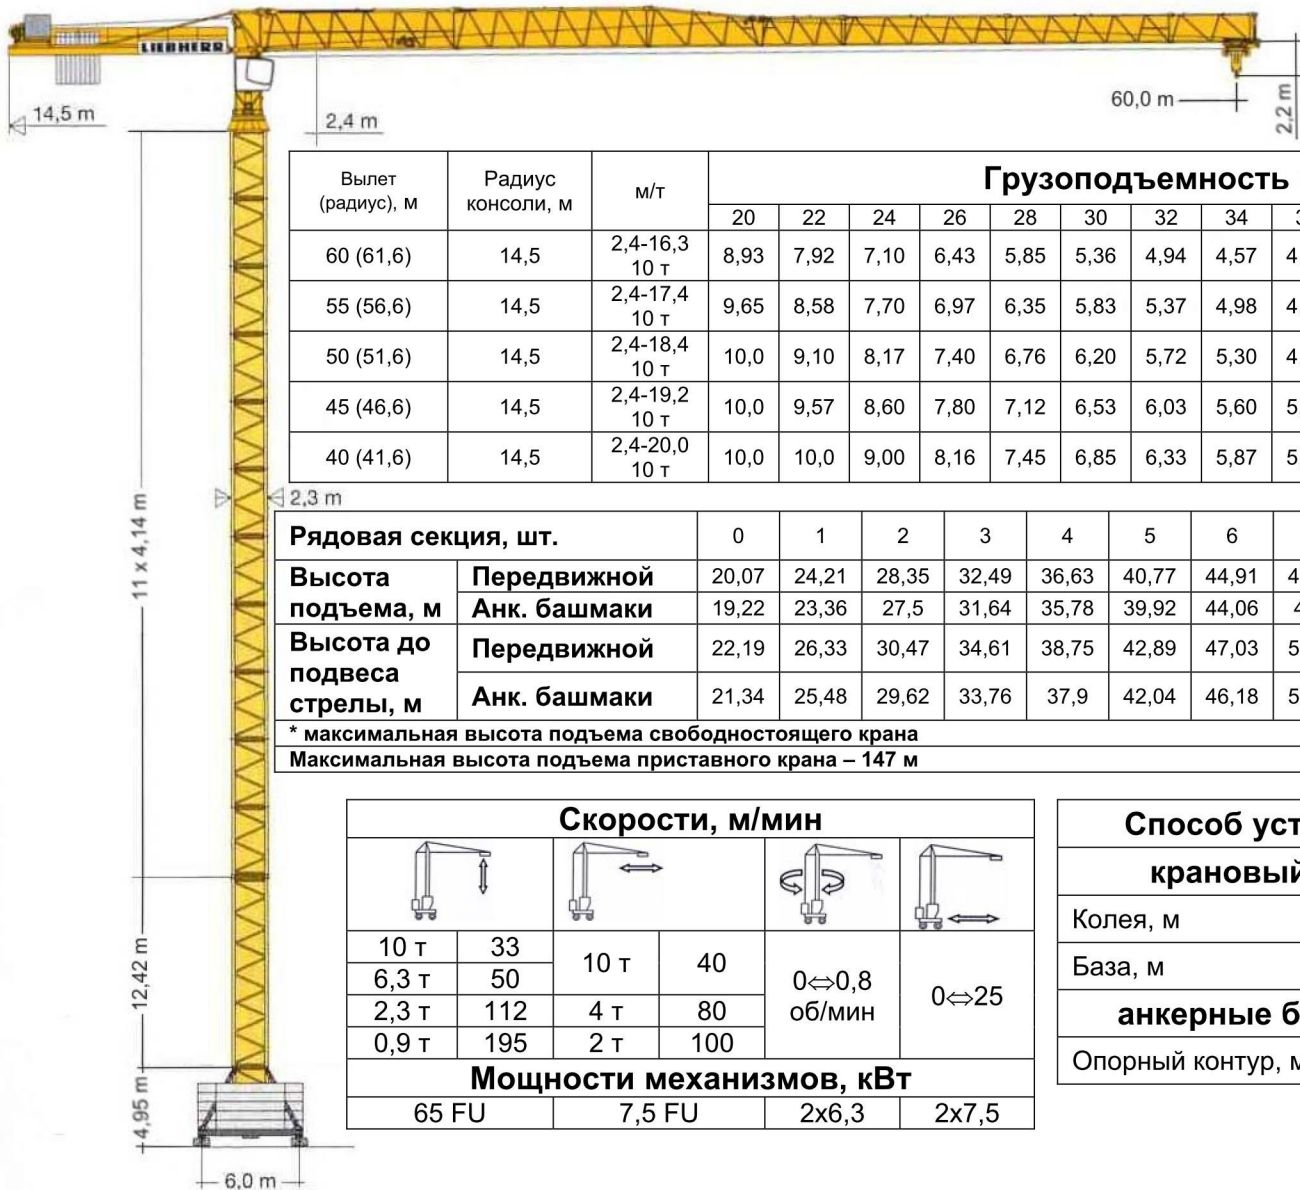 LIEBHERR
14,5 m
2,4 m
60,0 m
2,2 m
Вылет (радиус), м Радиус консоли, м м/т Грузоподъемность
20 22 24 26 28 30 32 34
60 (61,6) 14,5 2,4-16,3 10 т 8,93 7,92 7,10 6,43 5,85 5,36 4,94 4,57 4
55 (56,6) 14,5 2,4-17,4 10 т 9,65 8,58 7,70 6,97 6,35 5,83 5,37 4,98 4
50 (51,6) 14,5 2,4-18,4 10 т 10,0 9,10 8,17 7,40 6,76 6,20 5,72 5,30 4
45 (46,6) 14,5 2,4-19,2 10 т 10,0 9,57 8,60 7,80 7,12 6,53 6,03 5,60 5
40 (41,6) 14,5 2,4-20,0 10 т 10,0 10,0 9,00 8,16 7,45 6,85 6,33 5,87 5
2,3 m
11 x 4,14 m
Рядовая секция, шт. 0 1 2 3 4 5 6
Высота подъема, м Передвижной 20,07 24,21 28,35 32,49 36,63 40,77 44,91 4
Анк. башмаки 19,22 23,36 27,5 31,64 35,78 39,92 44,06 4
Высота до подвеса стрелы, м Передвижной 22,19 26,33 30,47 34,61 38,75 42,89 47,03 5
Анк. башмаки 21,34 25,48 29,62 33,76 37,9 42,04 46,18 5
* максимальная высота подъема свободностоящего крана
Максимальная высота подъема приставного крана – 147 м
Скорости, м/мин
10 т 33 10 т 40 0⇔0,8 об/мин 0⇔25
6,3 т 50
2,3 т 112 4 т 80
0,9 т 195 2 т 100
Мощности механизмов, кВт
65 FU 7,5 FU 2x6,3 2x7,5
Способ уст
крановый
Колея, м
База, м
анкерные б
Опорный контур, м
12,42 m
4,95 m
6,0 m